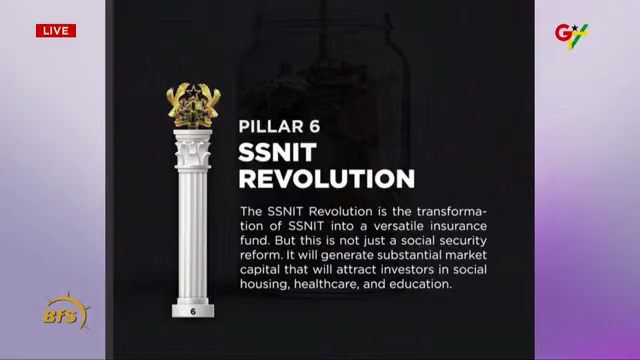 LIVE
G
PILLAR 6
SSNIT
REVOLUTION
The SSNIT Revolution is the transforma-
tion of SSNIT into a versatile insurance
fund. But this is not just a social security
reform. It will generate substantial market
capital that will attract investors in social
housing, healthcare, and education.
6
BFS